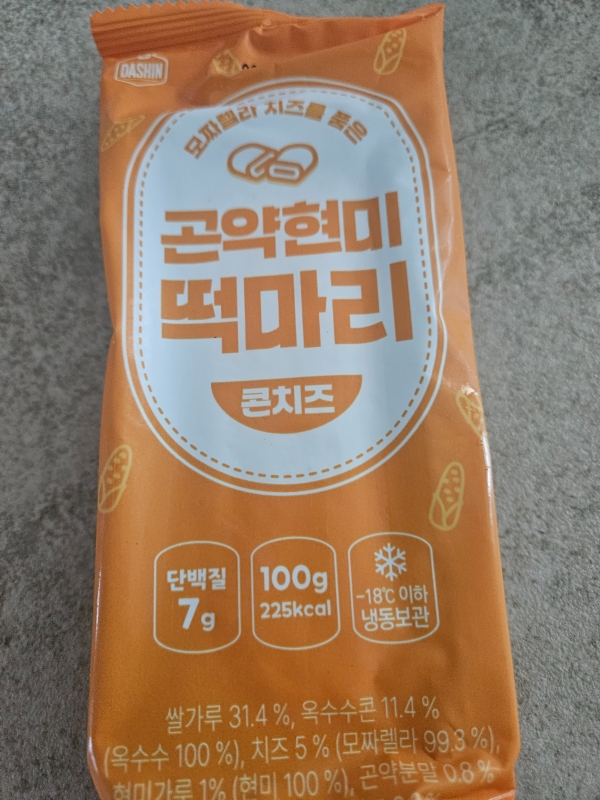 DASHIN
모짜렐라 치즈를 품은
곤약현미
떡마리
콘치즈
단백질
7g
100g
225kcal
-18℃ 이하
냉동보관
쌀가루 31.4 %, 옥수수콘 11.4 %
(옥수수 100 %), 치즈 5 % (모짜렐라 99.3 %),
현미가루 1% (현미 100 %), 곤약분말 0.8 %